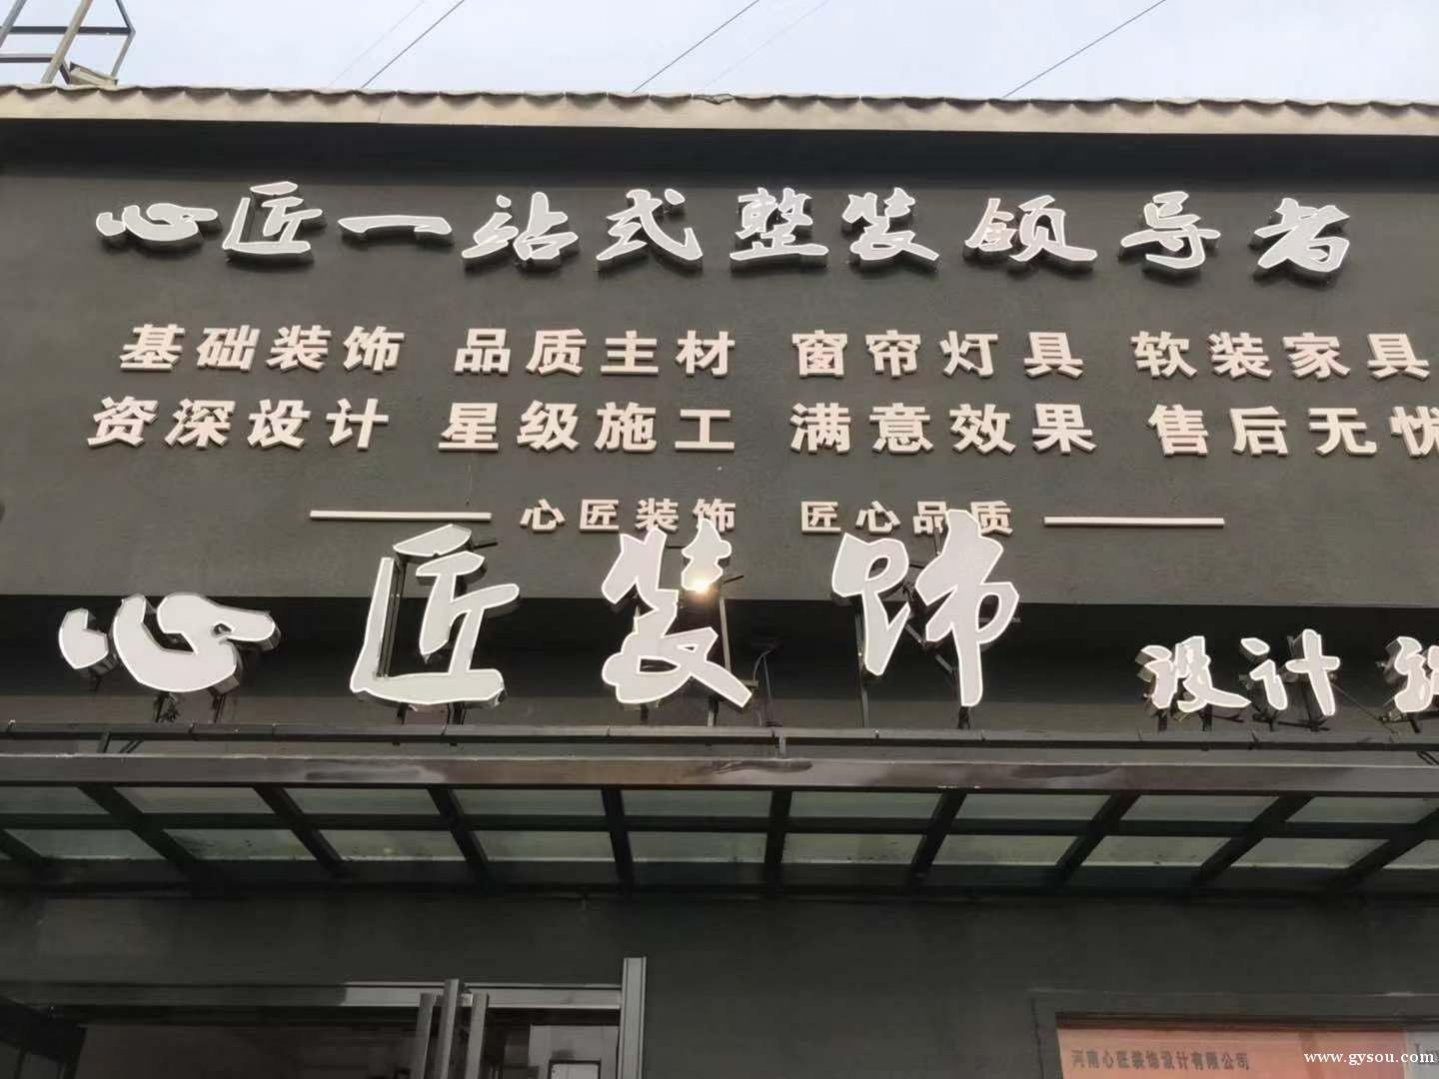 心匠一站式整装领导者
基础装饰 品质主材 窗帘灯具 软装家具
资深设计 星级施工 满意效果 售后无忧
心匠装饰 匠心品质
心匠装饰 设计
河南心匠装饰设计有限公司
www.gysou.com